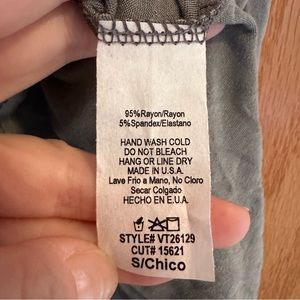 95%Rayon/Rayon
5%Spandex/Elastano
HAND WASH COLD
DO NOT BLEACH
HANG OR LINE DRY
MADE IN U.S.A.
Lave Frio a Mano, No Cloro
Secar Colgado
HECHO EN E.U.A.
STYLE# VT26129
CUT# 15621
S/Chico